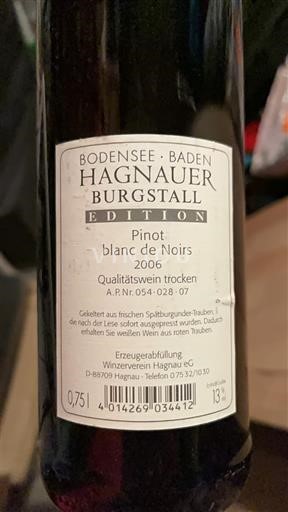 BODENSEE · BADEN
HAGNAUER
BURGSTALL
EDITION
Pinot
blanc de Noirs
2006
Qualitätswein trocken
A.P.Nr. 054 · 028 · 07
Gekeltert aus frischen Spätburgunder-Trauben,
die nach der Lese sofort ausgepresst wurden. Dadurch
erhalten Sie weißen Wein aus roten Trauben.
Erzeugerabfüllung
Winzerverein Hagnau eG
D-88709 Hagnau · Telefon 0 75 32/10 30
0,75 l
4 014269 034412
13 % vol